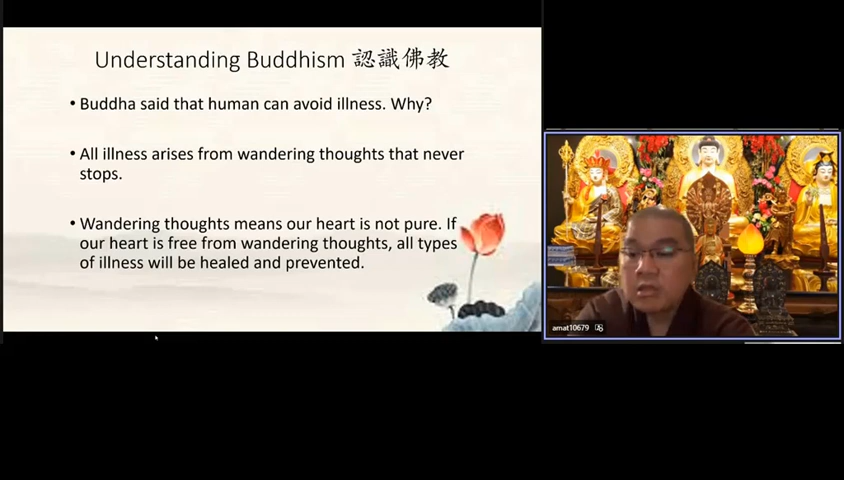 Understanding Buddhism 認識佛教
• Buddha said that human can avoid illness. Why?
• All illness arises from wandering thoughts that never
stops.
• Wandering thoughts means our heart is not pure. If
our heart is free from wandering thoughts, all types
of illness will be healed and prevented.
amat10679